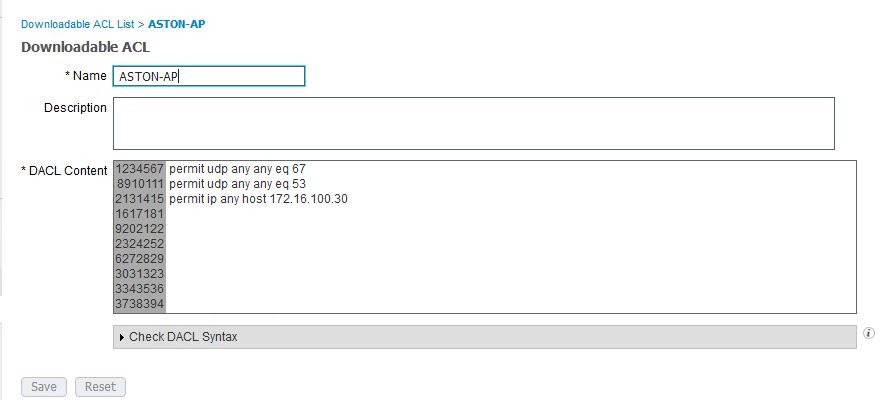 Downloadable ACL List > ASTON-AP
Downloadable ACL
* Name ASTON-AP
Description
* DACL Content 1234567 permit udp any any eq 67
8910111 permit udp any any eq 53
2131415 permit ip any host 172.16.100.30
1617181
9202122
2324252
6272829
3031323
3343536
3738394
Check DACL Syntax i
Save Reset